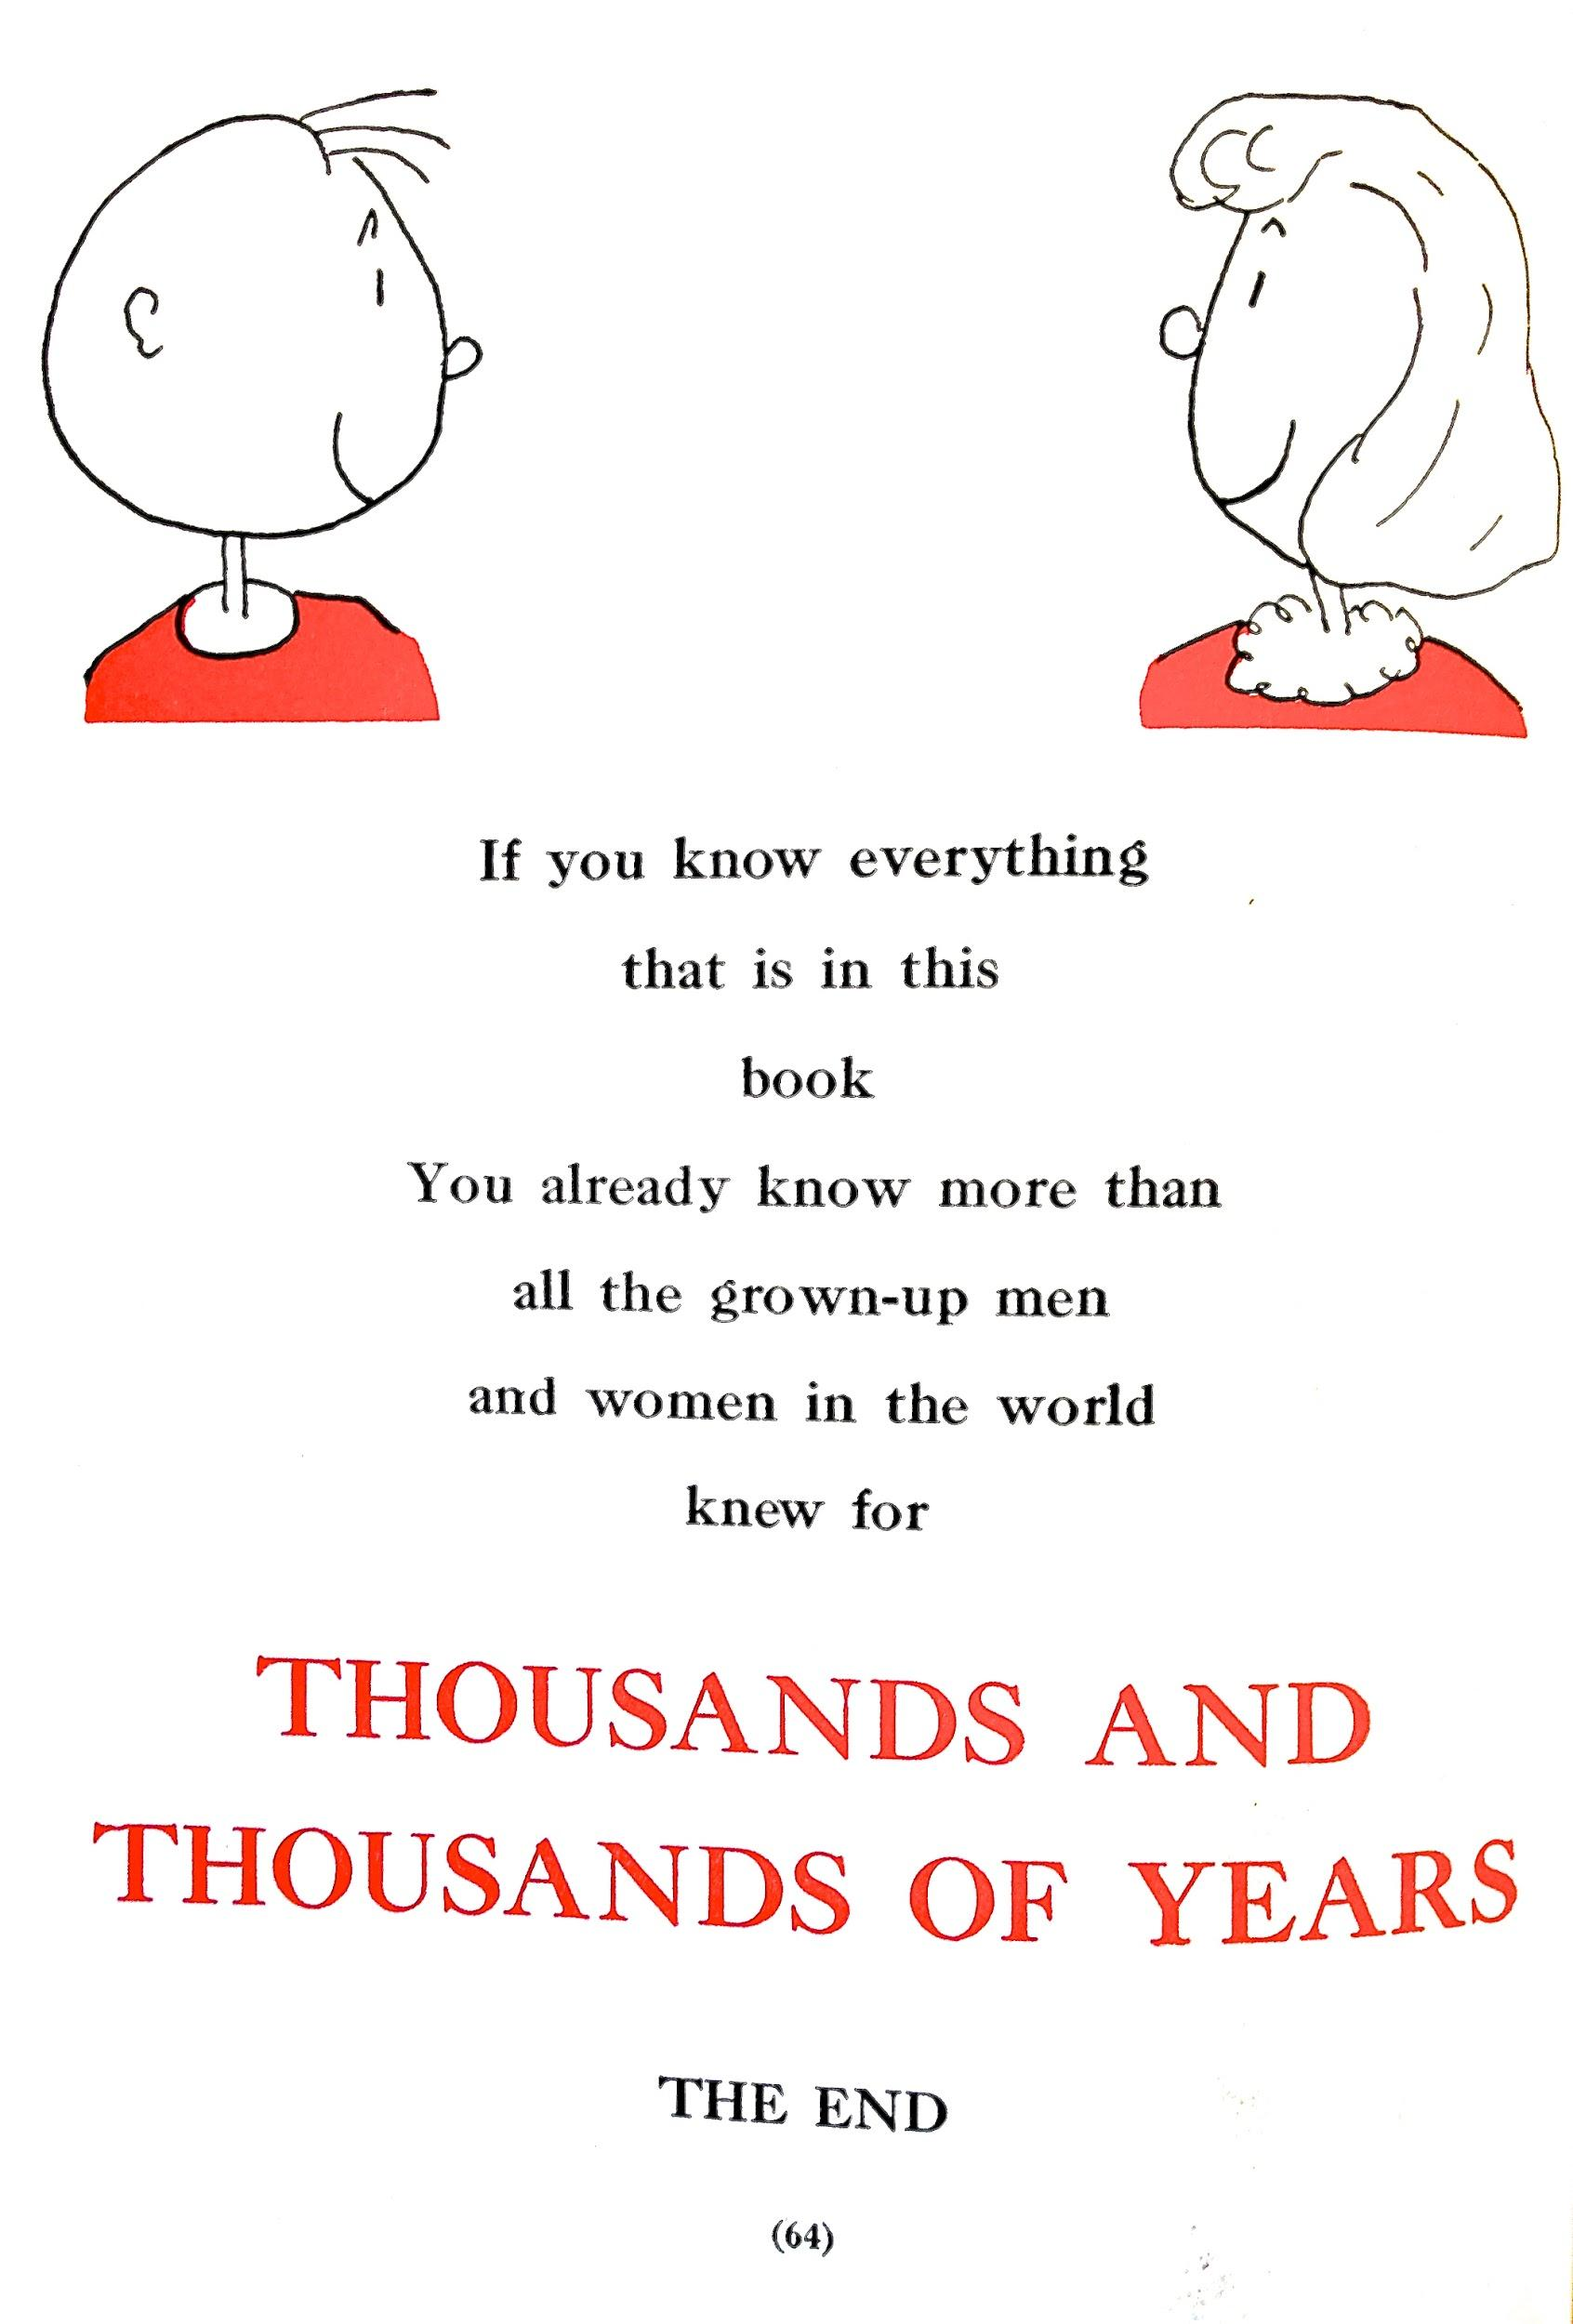 If you know everything
that is in this
book
You already know more than
all the grown-up men
and women in the world
knew for
THOUSANDS AND
THOUSANDS OF YEARS
THE END
(64)